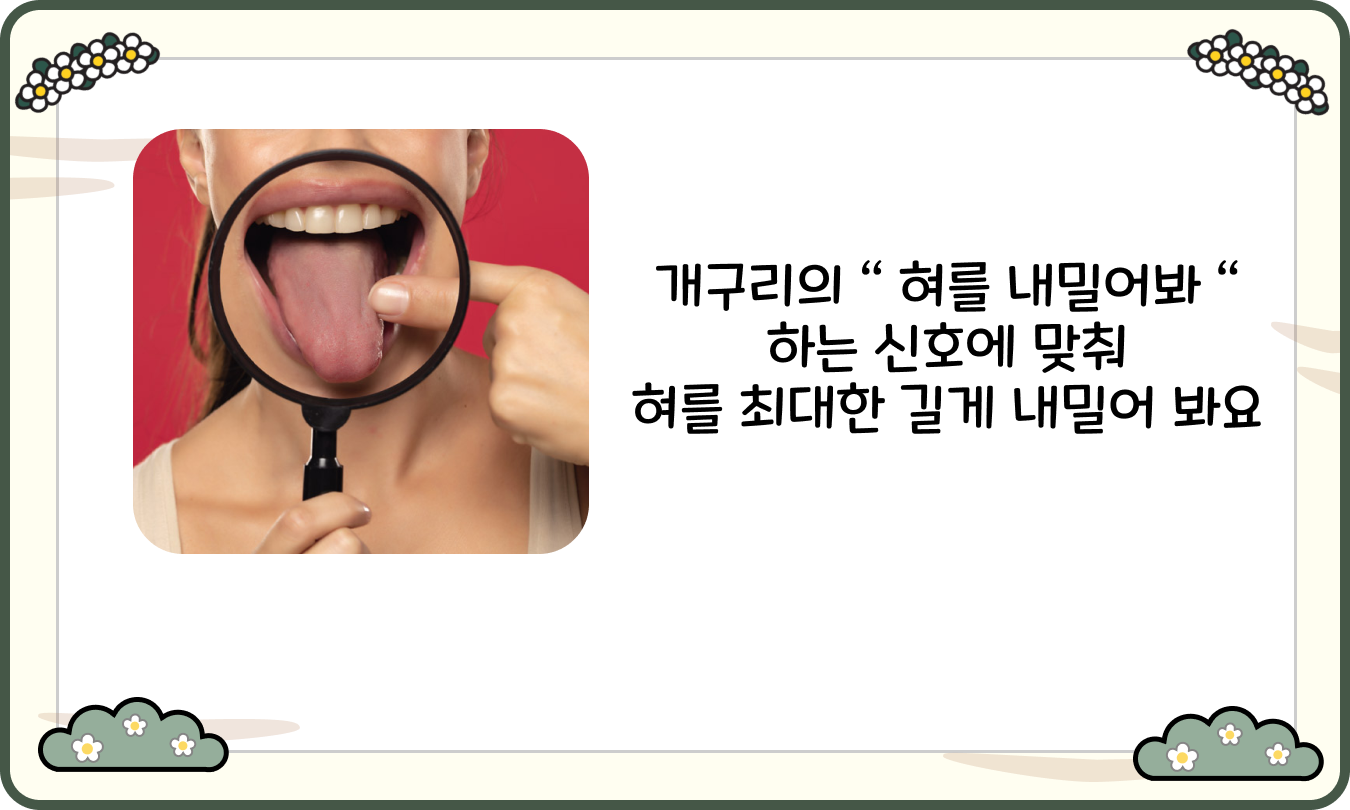 개구리의 “ 혀를 내밀어봐 “
하는 신호에 맞춰
혀를 최대한 길게 내밀어 봐요